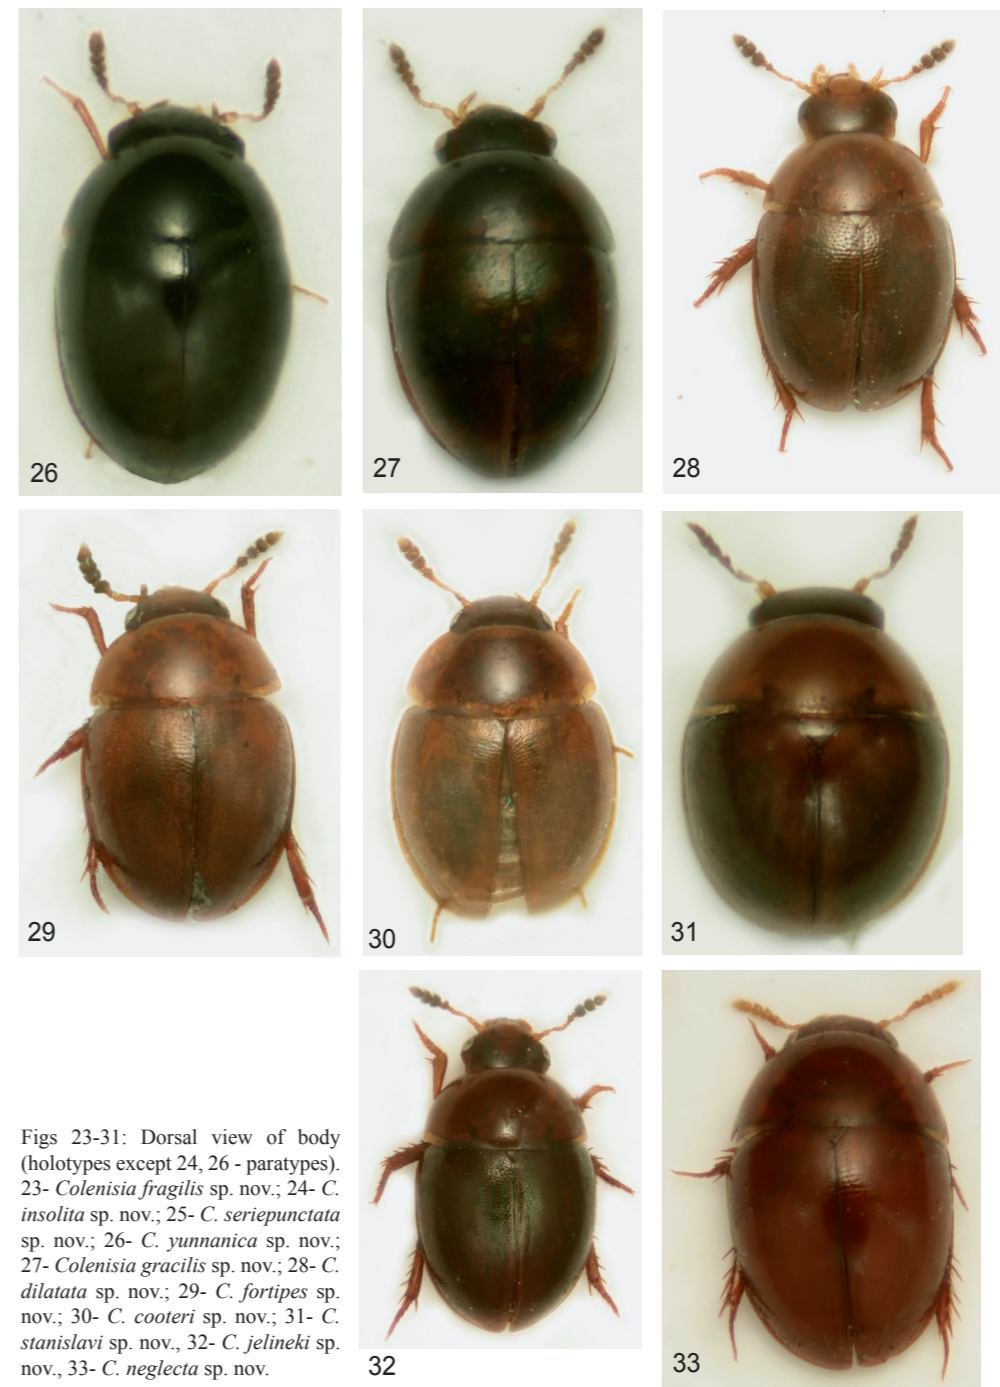 26
27
28
29
30
31
Figs 23-31: Dorsal view of body
(holotypes except 24, 26 - paratypes).
23- Colenisia fragilis sp. nov.; 24- C.
insolita sp. nov.; 25- C. seriepunctata
sp. nov.; 26- C. yunnanica sp. nov.;
27- Colenisia gracilis sp. nov.; 28- C.
dilatata sp. nov.; 29- C. fortipes sp.
nov.; 30- C. cooteri sp. nov.; 31- C.
stanislavi sp. nov., 32- C. jelineki sp.
nov., 33- C. neglecta sp. nov.
32
33